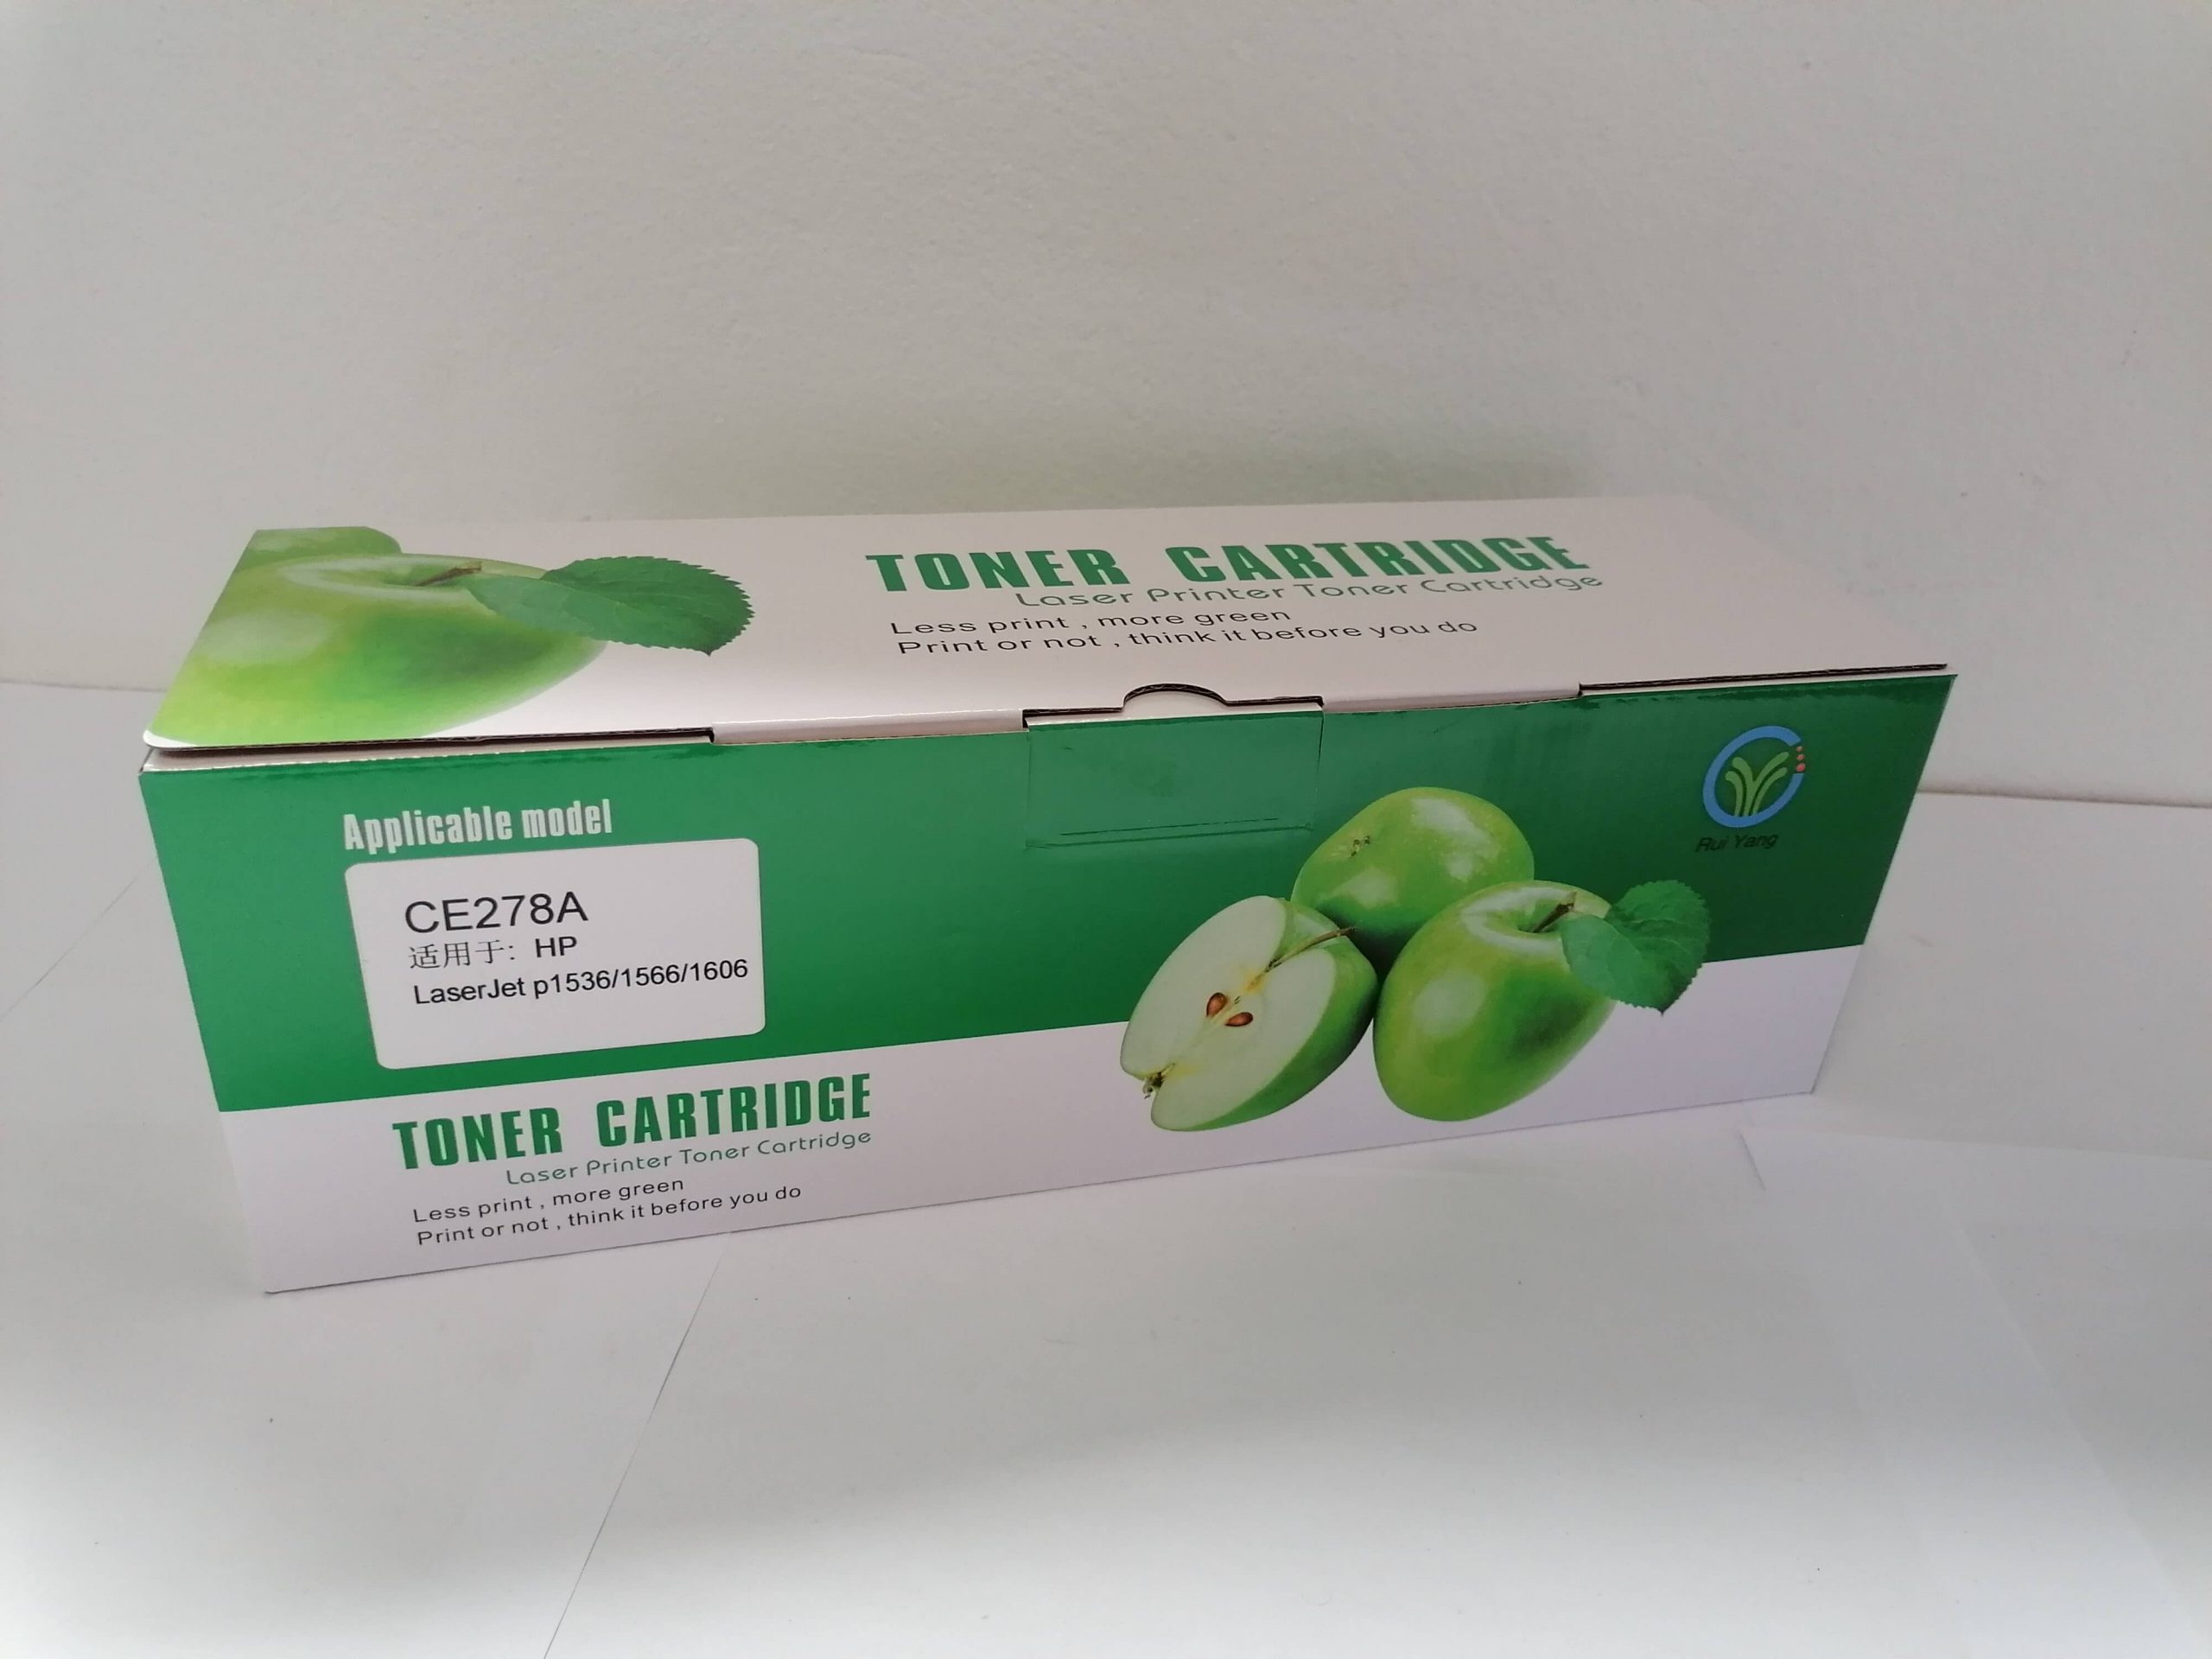 TONER CARTRIDGE
Laser Printer Toner Cartridge
Less print , more green
Print or not , think it before you do
Rui Yang
Applicable model
CE278A
适用于: HP
LaserJet p1536/1566/1606
TONER CARTRIDGE
Laser Printer Toner Cartridge
Less print , more green
Print or not , think it before you do